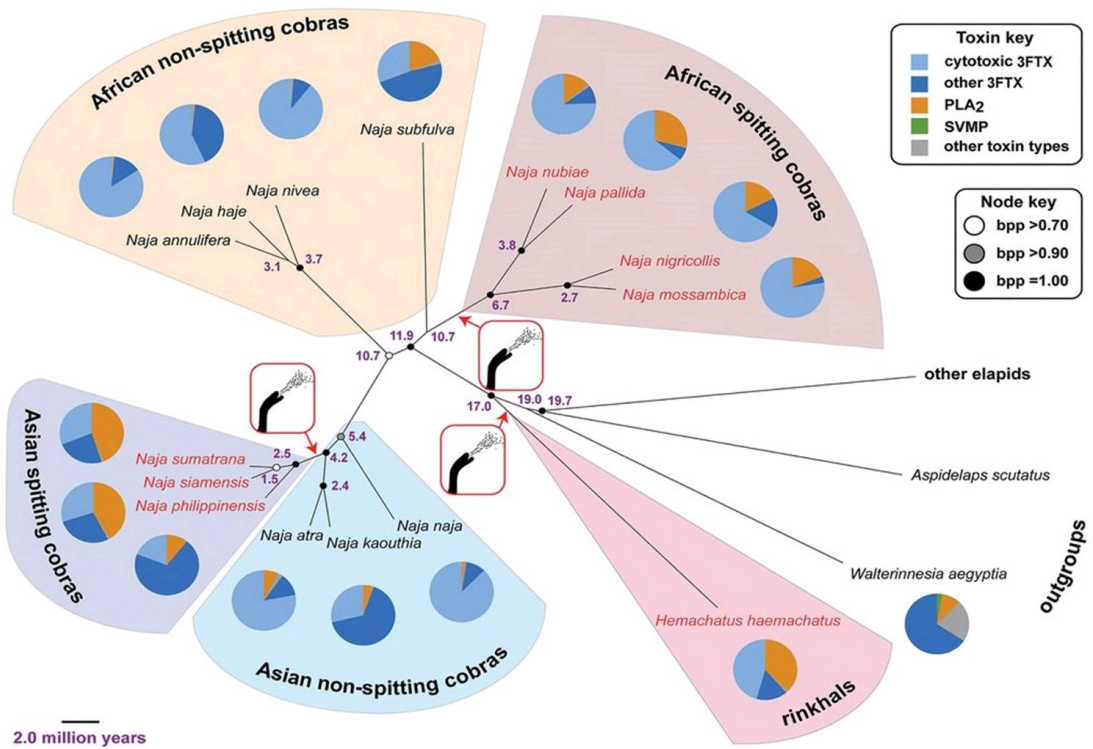 African non-spitting cobras
Naja subfulva
Naja nivea
Naja haje
Naja annulifera
3.1
3.7
African spitting cobras
Naja nubiae
Naja pallida
3.8
Naja nigricollis
Naja mossambica
6.7
2.7
Toxin key
cytotoxic 3FTX
other 3FTX
PLA2
SVMP
other toxin types
Node key
bpp >0.70
bpp >0.90
bpp =1.00
11.9
10.7
10.7
17.0
19.0
19.7
other elapids
Aspidelaps scutatus
Walterinnesia aegyptia
outgroups
Hemachatus haemachatus
rinkhals
Asian spitting cobras
Naja sumatrana
Naja siamensis
Naja philippinensis
2.5
1.5
5.4
4.2
2.4
Naja atra
Naja kaouthia
Naja naja
Asian non-spitting cobras
2.0 million years